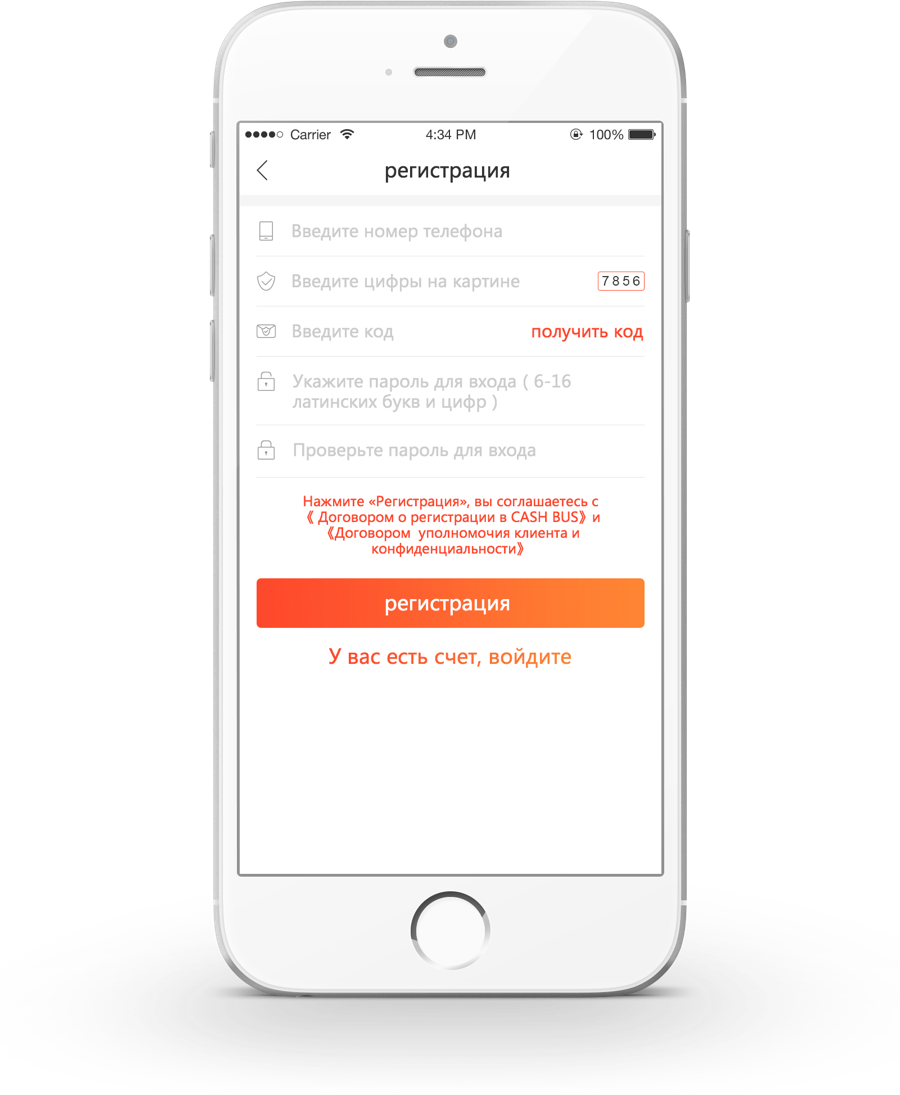 Carrier 4:34 PM 100%
регистрация
Введите номер телефона
Введите цифры на картине 7856
Введите код получить код
Укажите пароль для входа ( 6-16
латинских букв и цифр )
Проверьте пароль для входа
Нажмите «Регистрация», вы соглашаетесь с
《 Договором о регистрации в CASH BUS》 и
《Договором  уполномочия клиента и
конфиденциальности》
регистрация
У вас есть счет, войдите